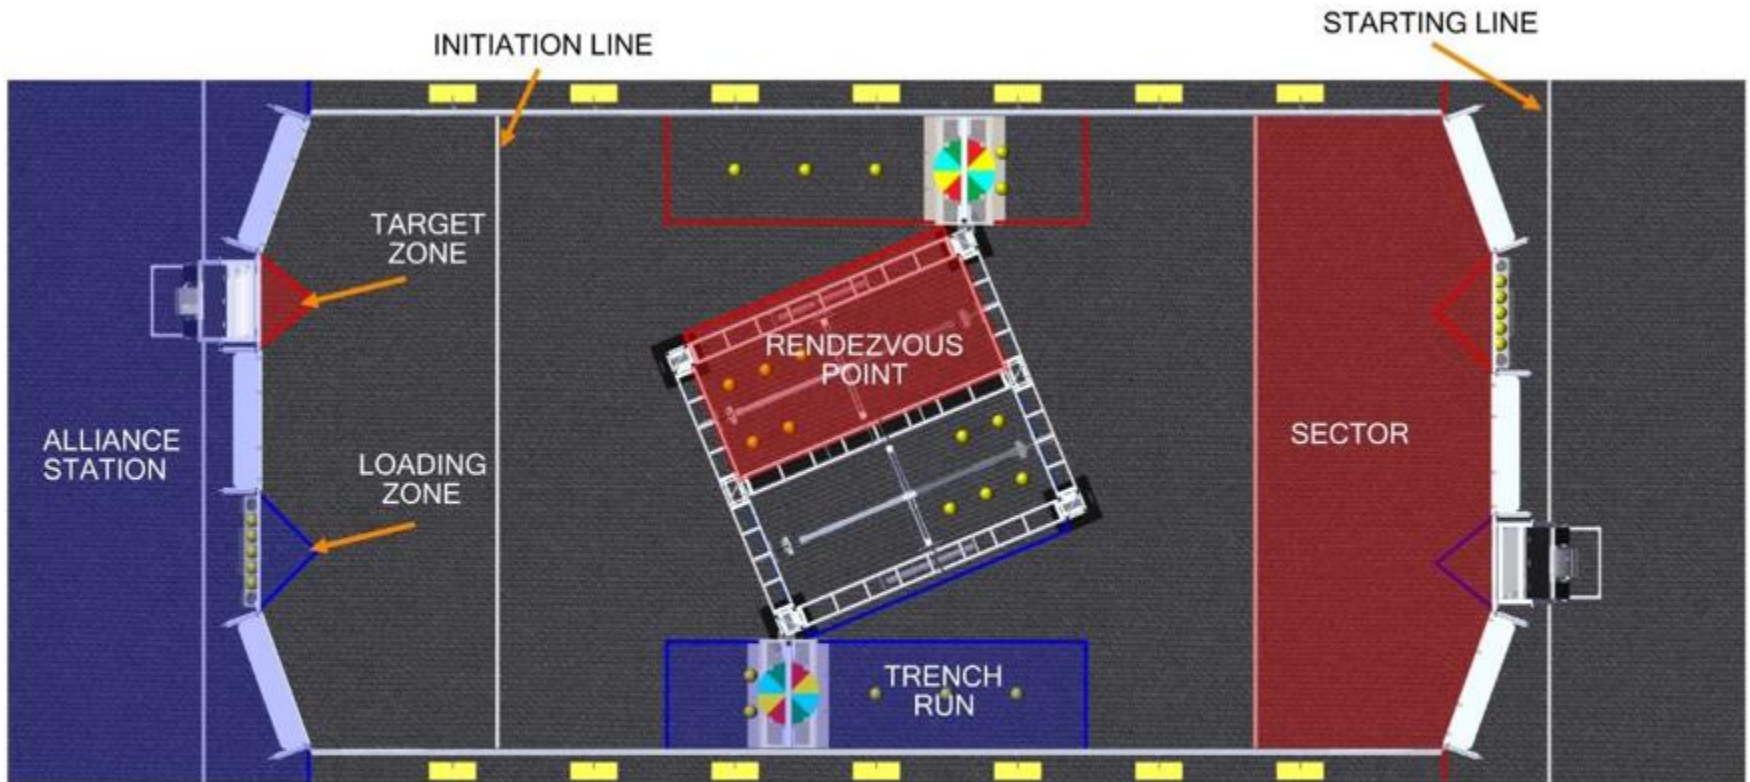 STARTING LINE
INITIATION LINE
TARGET
ZONE
RENDEZVOUS
POINT
ALLIANCE
STATION
LOADING
ZONE
SECTOR
TRENCH
RUN